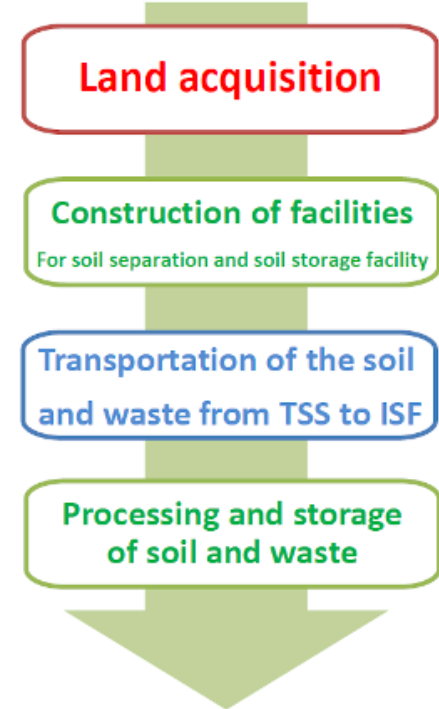 Land acquisition
Construction of facilities
For soil separation and soil storage facility
Transportation of the soil
and waste from TSS to ISF
Processing and storage
of soil and waste